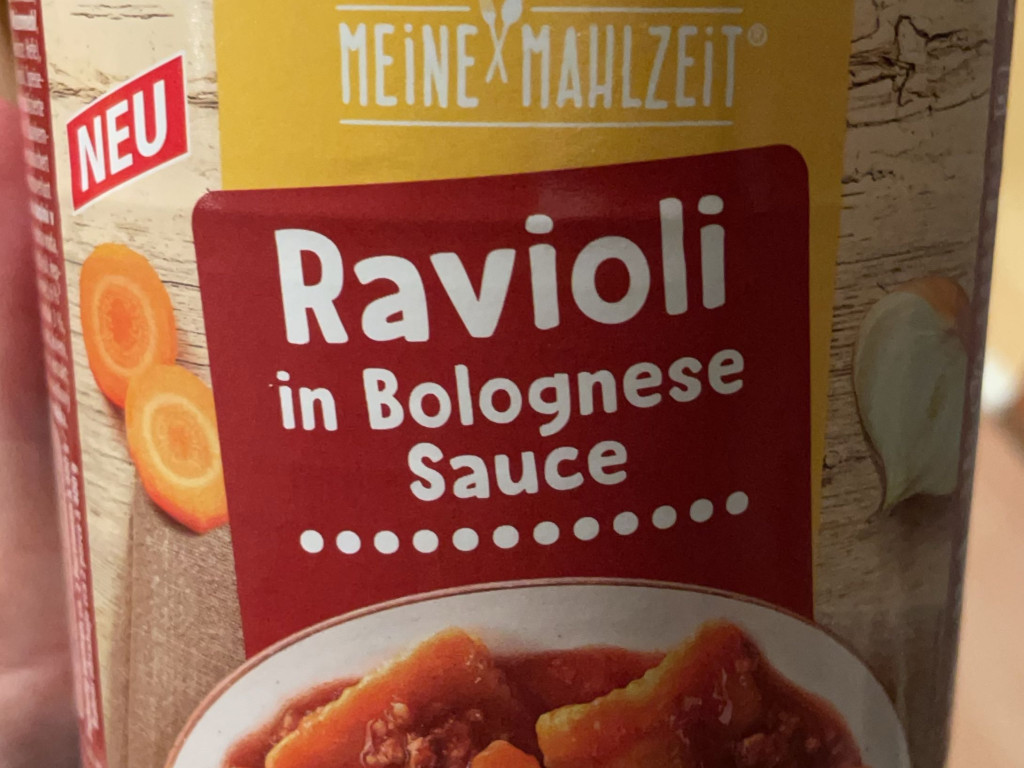 MEiNE MAHLZEiT®
NEU
Ravioli
in Bolognese
Sauce